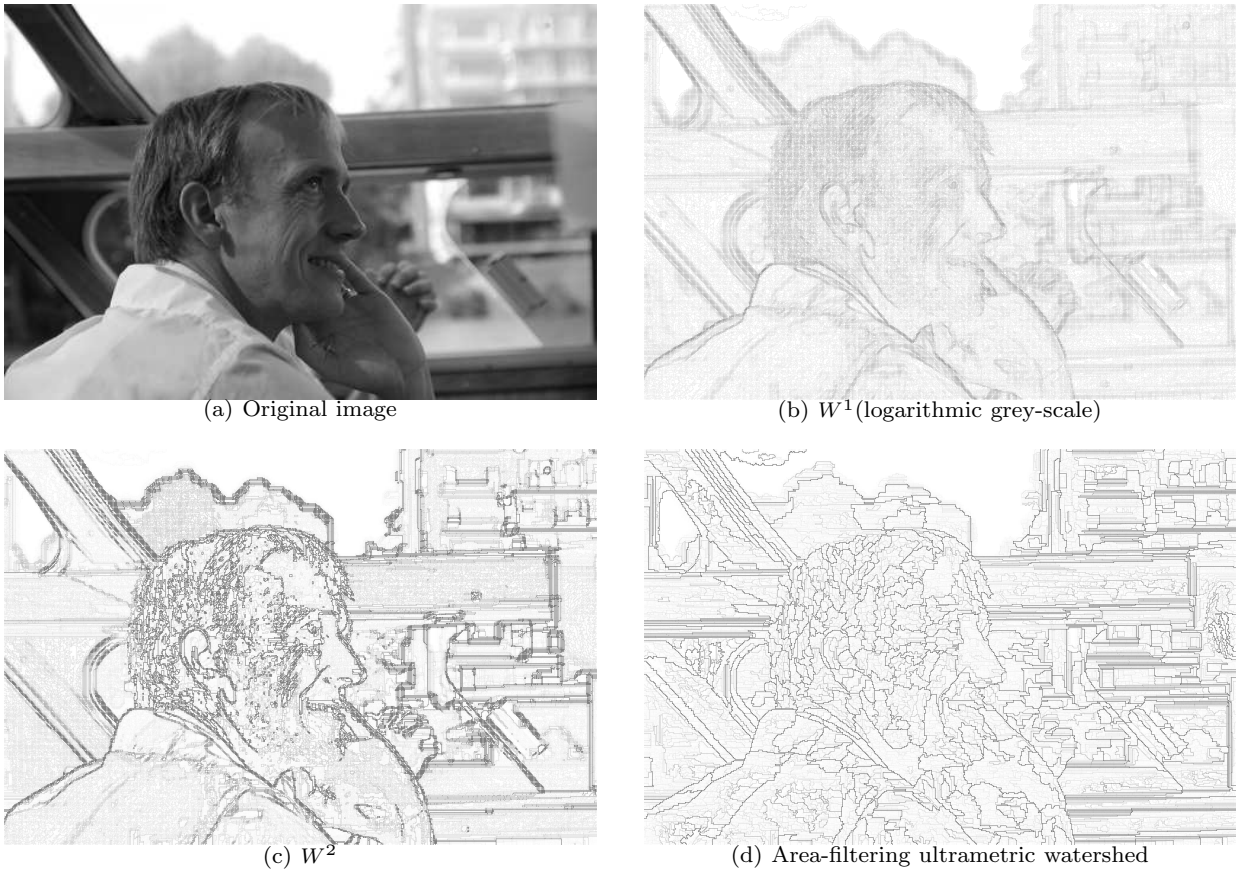 (a) Original image
(b) W¹(logarithmic grey-scale)
(c) W²
(d) Area-filtering ultrametric watershed